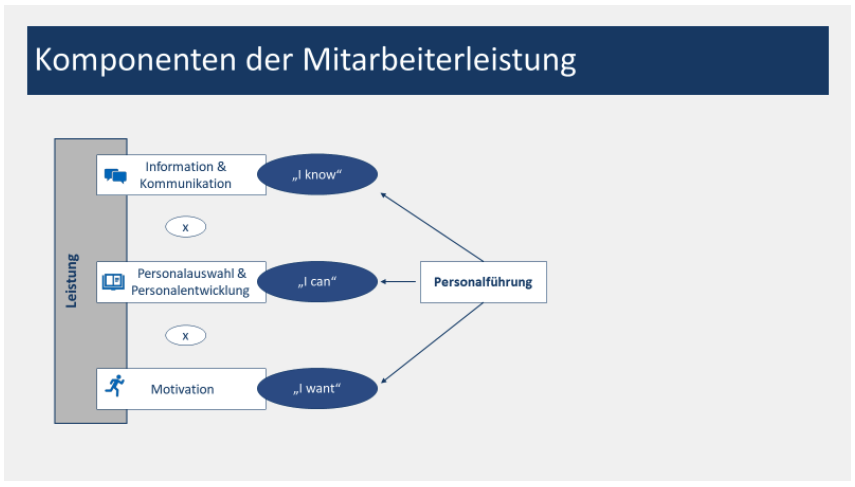 Komponenten der Mitarbeiterleistung
Leistung
Information &
Kommunikation
„I know“
x
Personalauswahl &
Personalentwicklung
„I can“
Personalführung
x
Motivation
„I want“